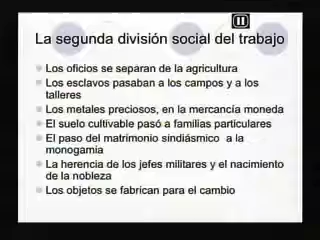 La segunda división social del trabajo
Los oficios se separan de la agricultura
Los esclavos pasaban a los campos y a los
talleres
Los metales preciosos, en la mercancía moneda
El suelo cultivable pasó a familias particulares
El paso del matrimonio sindiásmico a la
monogamia
La herencia de los jefes militares y el nacimiento
de la nobleza
Los objetos se fabrican para el cambio